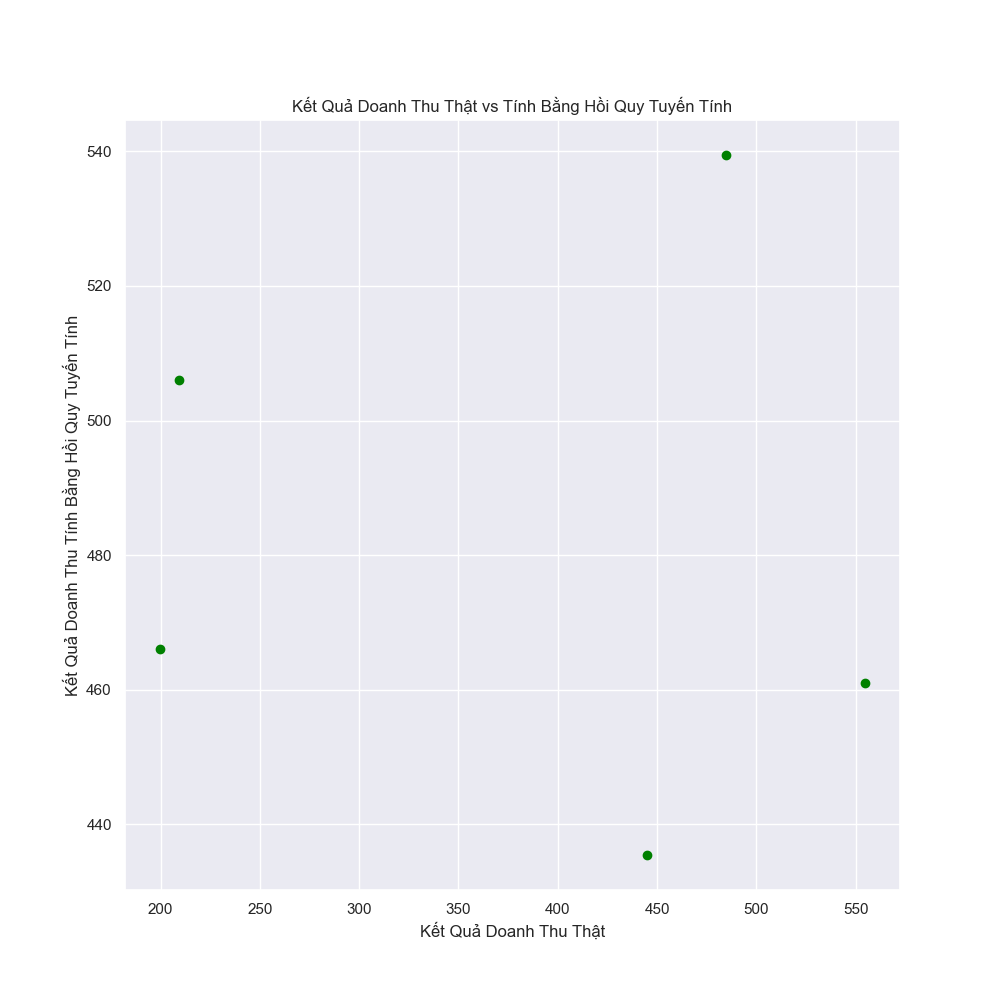 Kết Quả Doanh Thu Thật vs Tính Bằng Hồi Quy Tuyến Tính
Kết Quả Doanh Thu Tính Bằng Hồi Quy Tuyến Tính
540
520
500
480
460
440
200 250 300 350 400 450 500 550
Kết Quả Doanh Thu Thật